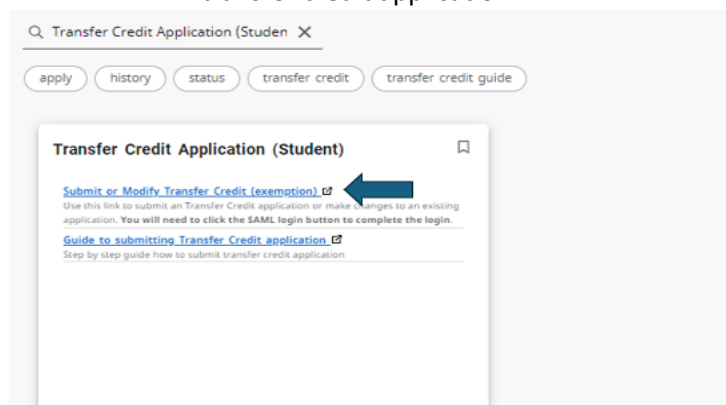 Transfer Credit Application (Studen
apply history status transfer credit transfer credit guide
Transfer Credit Application (Student)
Submit or Modify Transfer Credit (exemption)
Use this link to submit an Transfer Credit application or make changes to an existing
application. You will need to click the SAML login button to complete the login.
Guide to submitting Transfer Credit application
Step by step guide how to submit transfer credit application